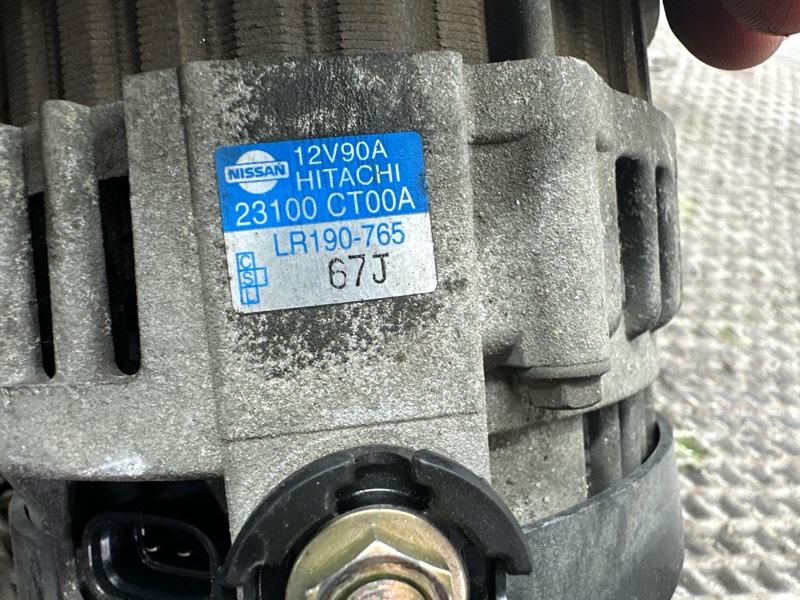 NISSAN
12V90A
HITACHI
23100 CT00A
LR190-765
67J
C
S
U